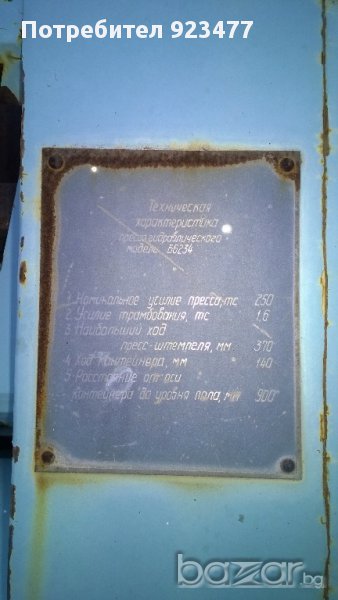 Потребител 923477
Техническая
характеристика
пресса гидравлического
модель Б6234
1 Номинальное усилие пресса, тс 250
2. Усилие трамбования, тс 1,6
3 Наибольший ход
пресс-штемпеля, мм 310
4 Ход контейнера, мм 140
5 Расстояние от оси
контейнера до уровня пола, мм 900
bazar.bg